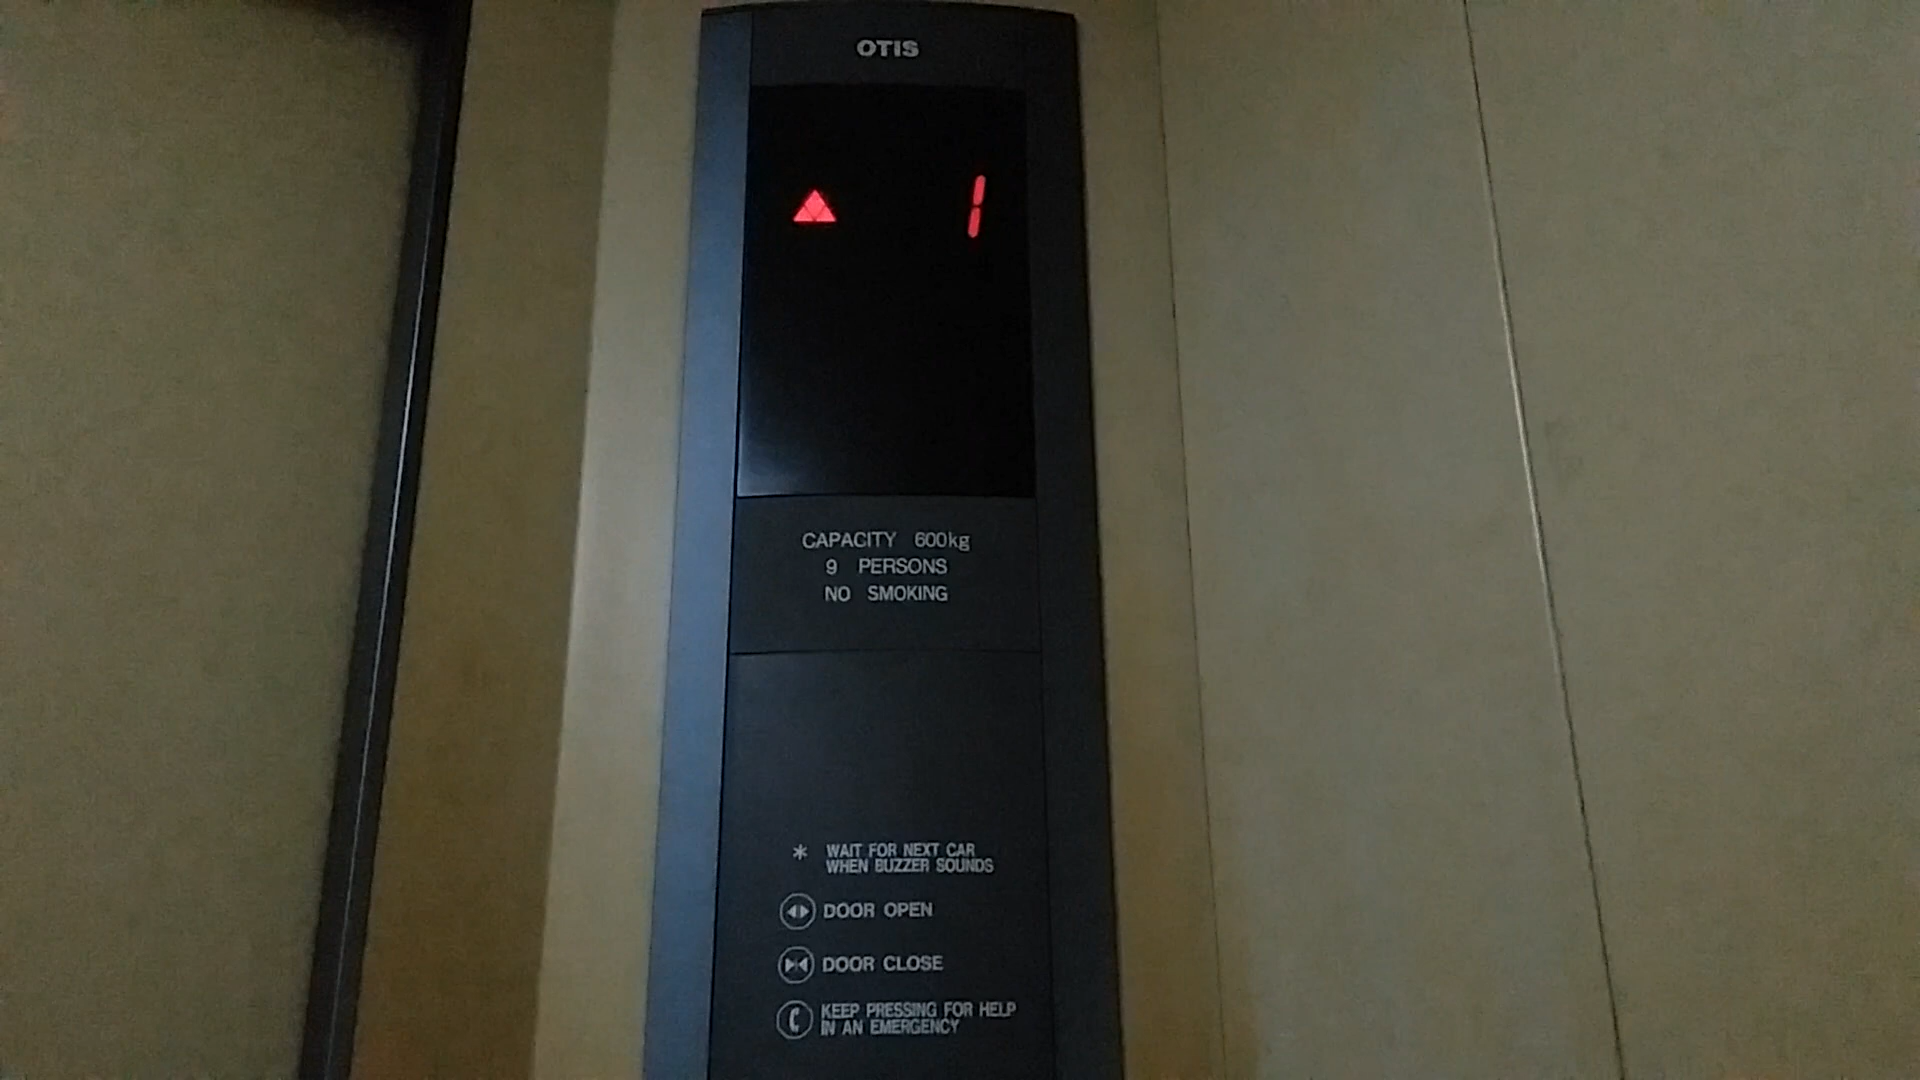 OTIS
1
CAPACITY 600kg
9 PERSONS
NO SMOKING
* WAIT FOR NEXT CAR
WHEN BUZZER SOUNDS
DOOR OPEN
DOOR CLOSE
KEEP PRESSING FOR HELP
IN AN EMERGENCY